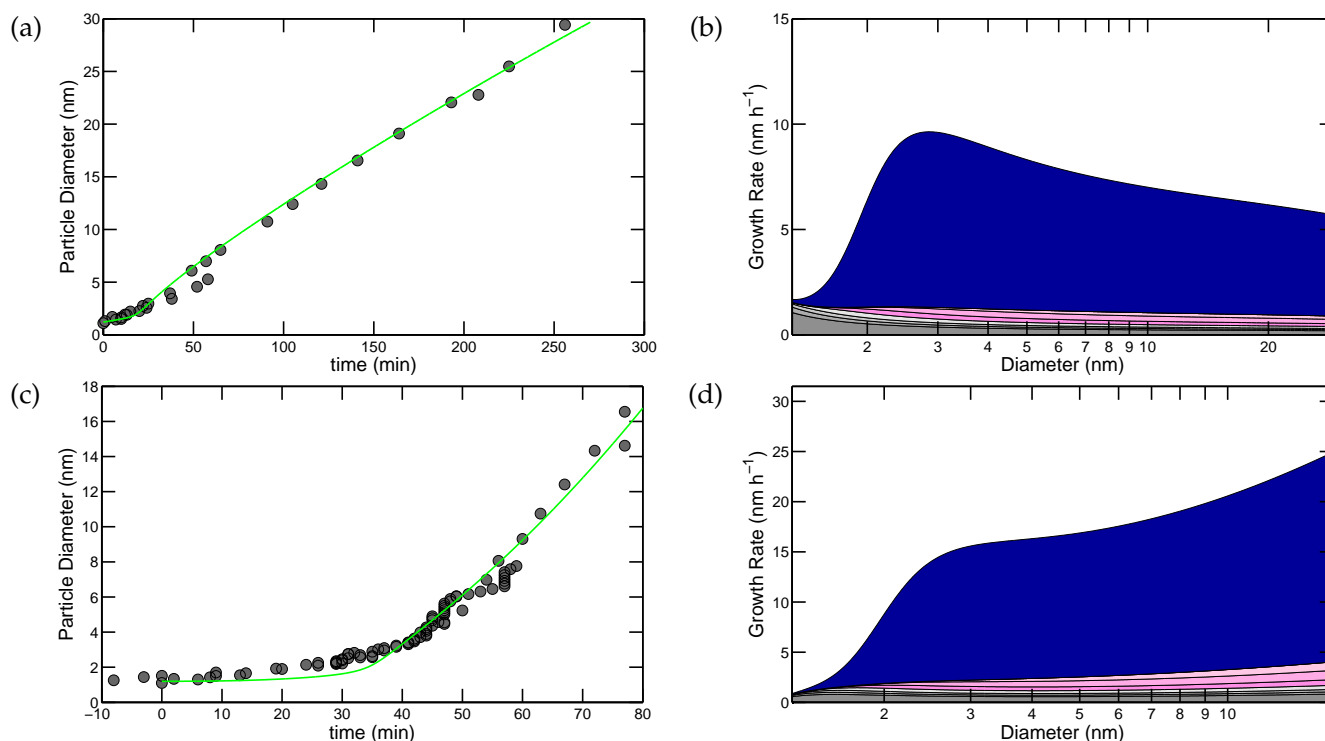 (a)
Particle Diameter (nm)
30
25
20
15
10
5
0
0 50 100 150 200 250 300
time (min)
(b)
Growth Rate (nm h−1)
15
10
5
0
2 3 4 5 6 7 8 9 10 20
Diameter (nm)
(c)
Particle Diameter (nm)
18
16
14
12
10
8
6
4
2
0
−10 0 10 20 30 40 50 60 70 80
time (min)
(d)
Growth Rate (nm h−1)
30
25
20
15
10
5
0
2 3 4 5 6 7 8 9 10
Diameter (nm)